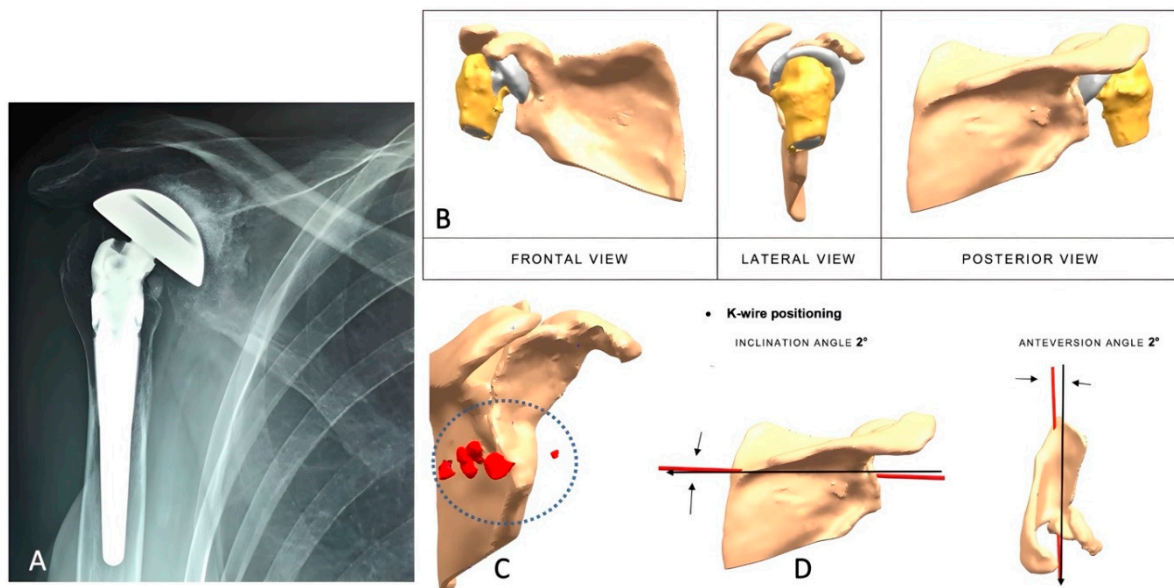 A
B
FRONTAL VIEW
LATERAL VIEW
POSTERIOR VIEW
C
• K-wire positioning
INCLINATION ANGLE 2°
ANTEVERSION ANGLE 2°
D